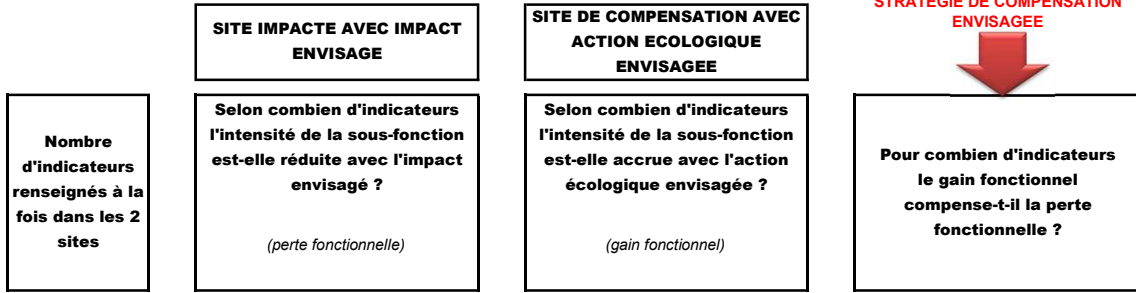 SITE IMPACTE AVEC IMPACT
ENVISAGE
SITE DE COMPENSATION AVEC
ACTION ECOLOGIQUE
ENVISAGEE
STRATEGIE DE COMPENSATION
ENVISAGEE
Nombre
d'indicateurs
renseignés à la
fois dans les 2
sites
Selon combien d'indicateurs
l'intensité de la sous-fonction
est-elle réduite avec l'impact
envisagé ?
(perte fonctionnelle)
Selon combien d'indicateurs
l'intensité de la sous-fonction
est-elle accrue avec l'action
écologique envisagée ?
(gain fonctionnel)
Pour combien d'indicateurs
le gain fonctionnel
compense-t-il la perte
fonctionnelle ?